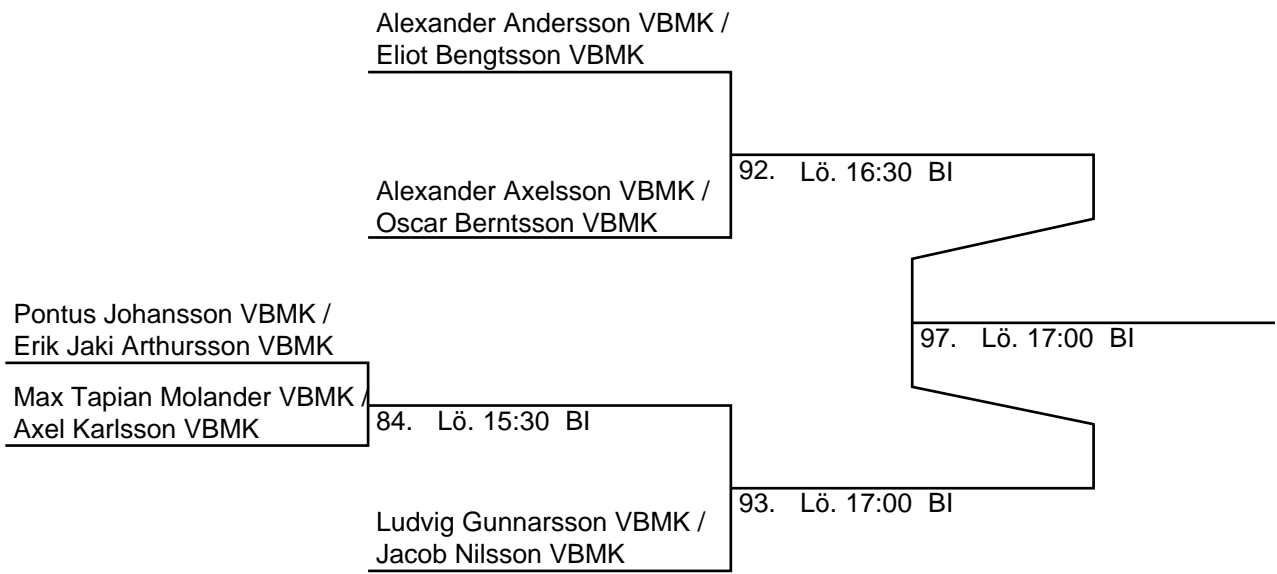 Alexander Andersson VBMK /
Eliot Bengtsson VBMK
92. Lö. 16:30 BI
Alexander Axelsson VBMK /
Oscar Berntsson VBMK
Pontus Johansson VBMK /
Erik Jaki Arthursson VBMK
97. Lö. 17:00 BI
Max Tapian Molander VBMK /
Axel Karlsson VBMK
84. Lö. 15:30 BI
93. Lö. 17:00 BI
Ludvig Gunnarsson VBMK /
Jacob Nilsson VBMK